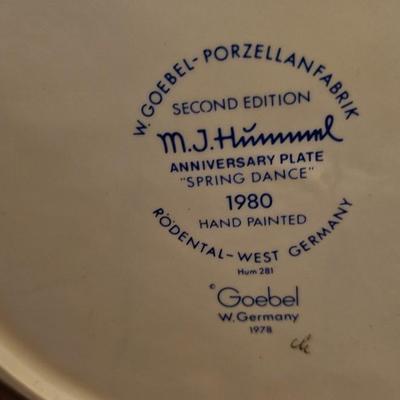 W. GOEBEL-PORZELLANFABRIK
SECOND EDITION
M.J.Hummel
ANNIVERSARY PLATE
"SPRING DANCE"
1980
HAND PAINTED
RÖDENTAL-WEST GERMANY
Hum 281
© Goebel
W. Germany
1978